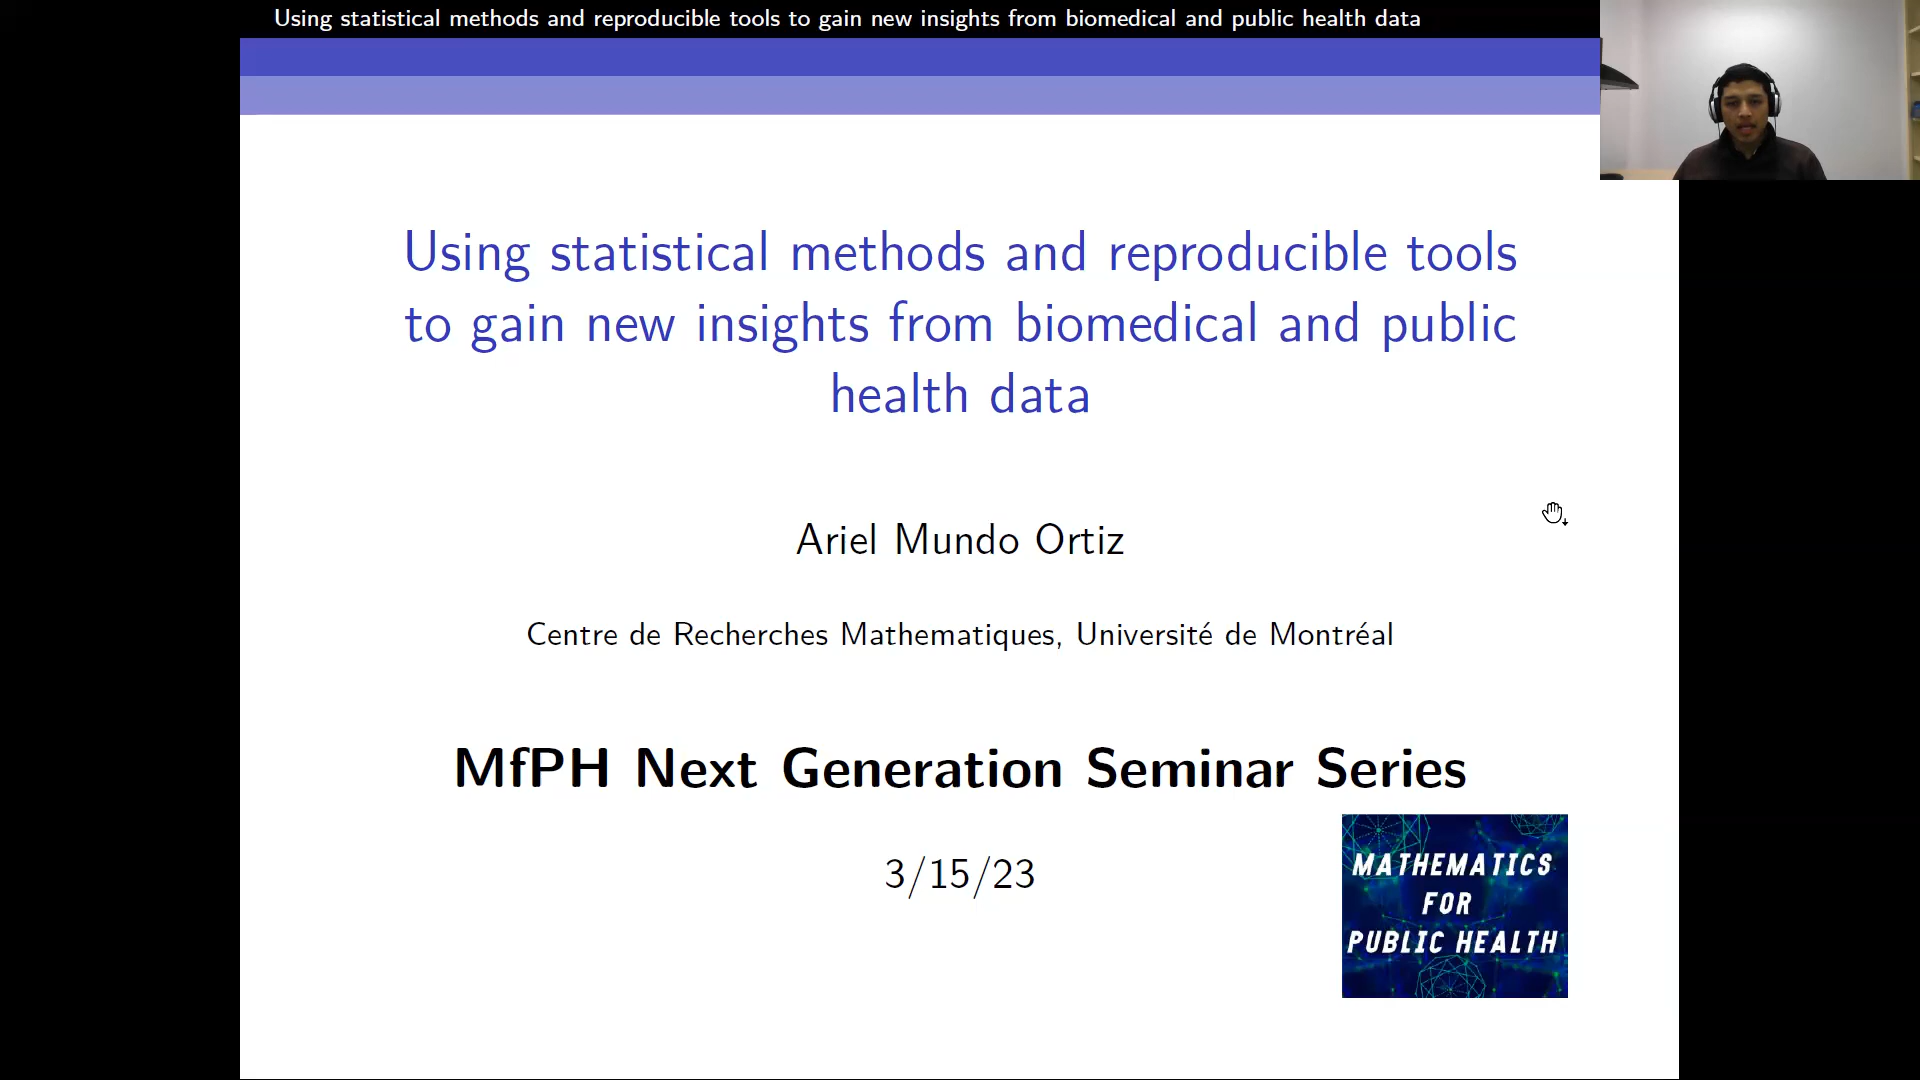 Using statistical methods and reproducible tools to gain new insights from biomedical and public health data
Using statistical methods and reproducible tools
to gain new insights from biomedical and public
health data
Ariel Mundo Ortiz
Centre de Recherches Mathematiques, Université de Montréal
MfPH Next Generation Seminar Series
3/15/23
MATHEMATICS
FOR
PUBLIC HEALTH